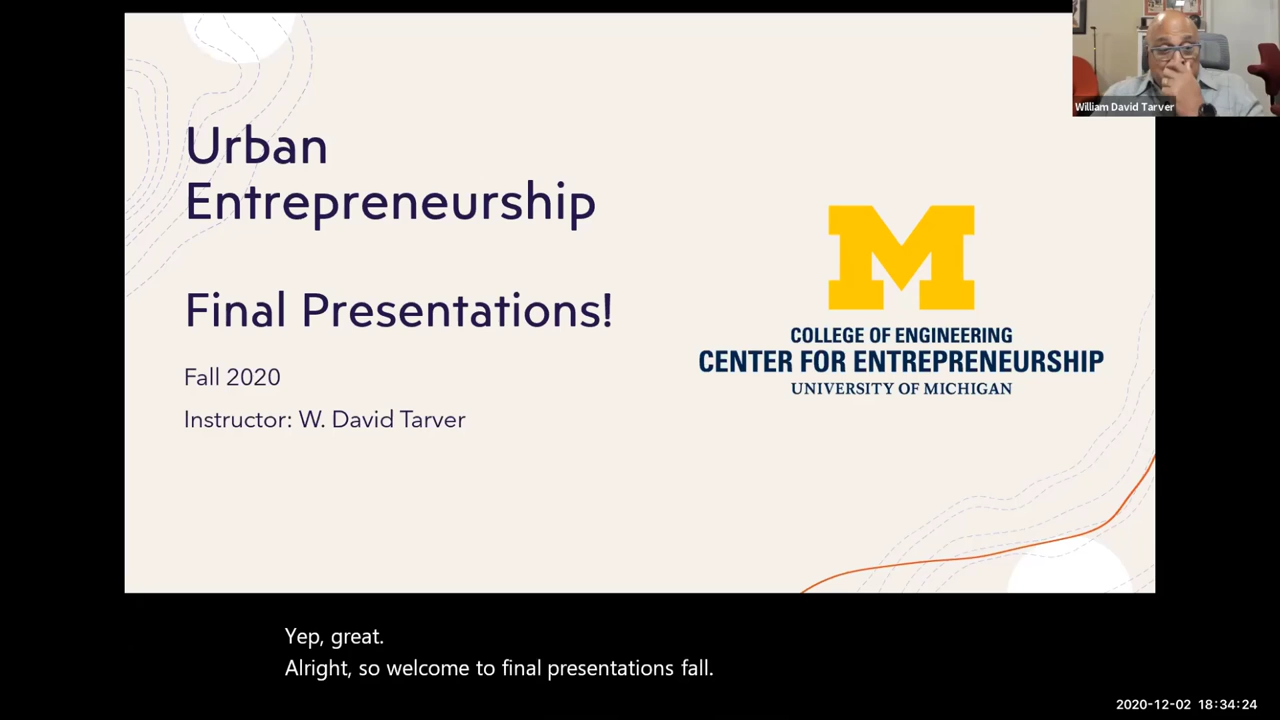 William David Tarver
Urban
Entrepreneurship
Final Presentations!
Fall 2020
Instructor: W. David Tarver
M
COLLEGE OF ENGINEERING
CENTER FOR ENTREPRENEURSHIP
UNIVERSITY OF MICHIGAN
Yep, great.
Alright, so welcome to final presentations fall.
2020-12-02 18:34:24